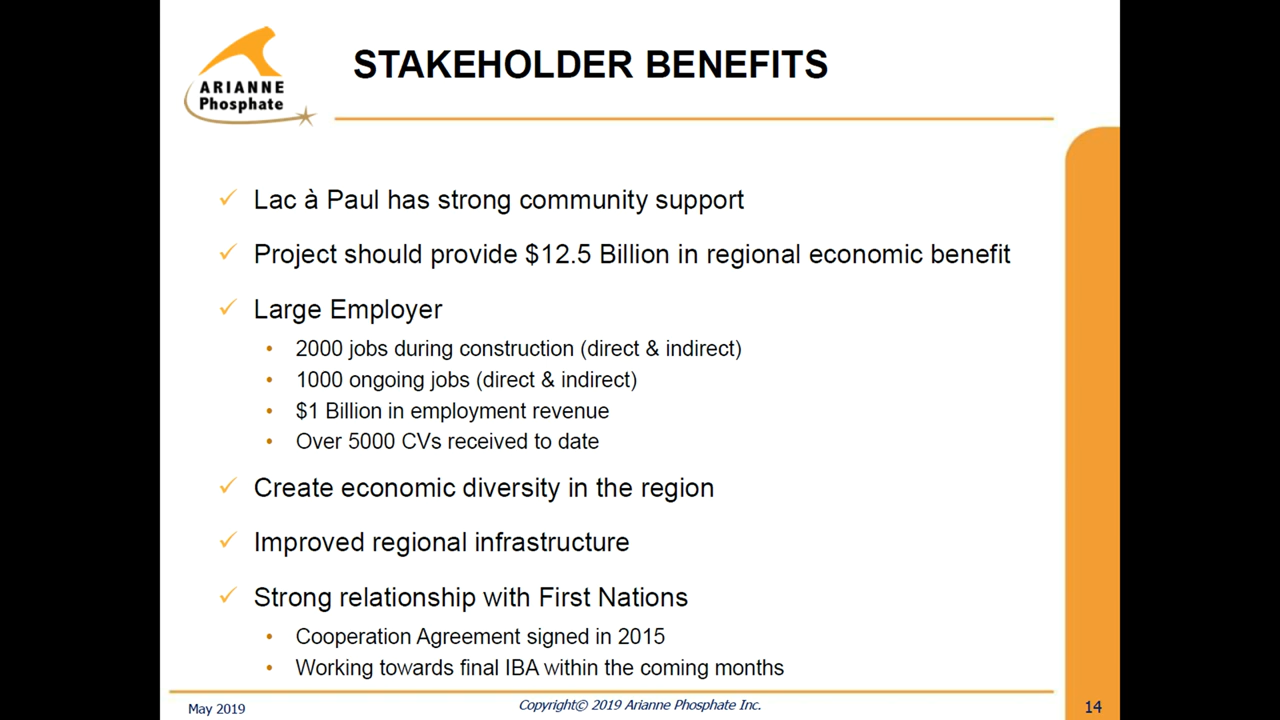 ARIANNE
Phosphate
STAKEHOLDER BENEFITS
Lac à Paul has strong community support
Project should provide $12.5 Billion in regional economic benefit
Large Employer
2000 jobs during construction (direct & indirect)
1000 ongoing jobs (direct & indirect)
$1 Billion in employment revenue
Over 5000 CVs received to date
Create economic diversity in the region
Improved regional infrastructure
Strong relationship with First Nations
Cooperation Agreement signed in 2015
Working towards final IBA within the coming months
May 2019
Copyright© 2019 Arianne Phosphate Inc.
14